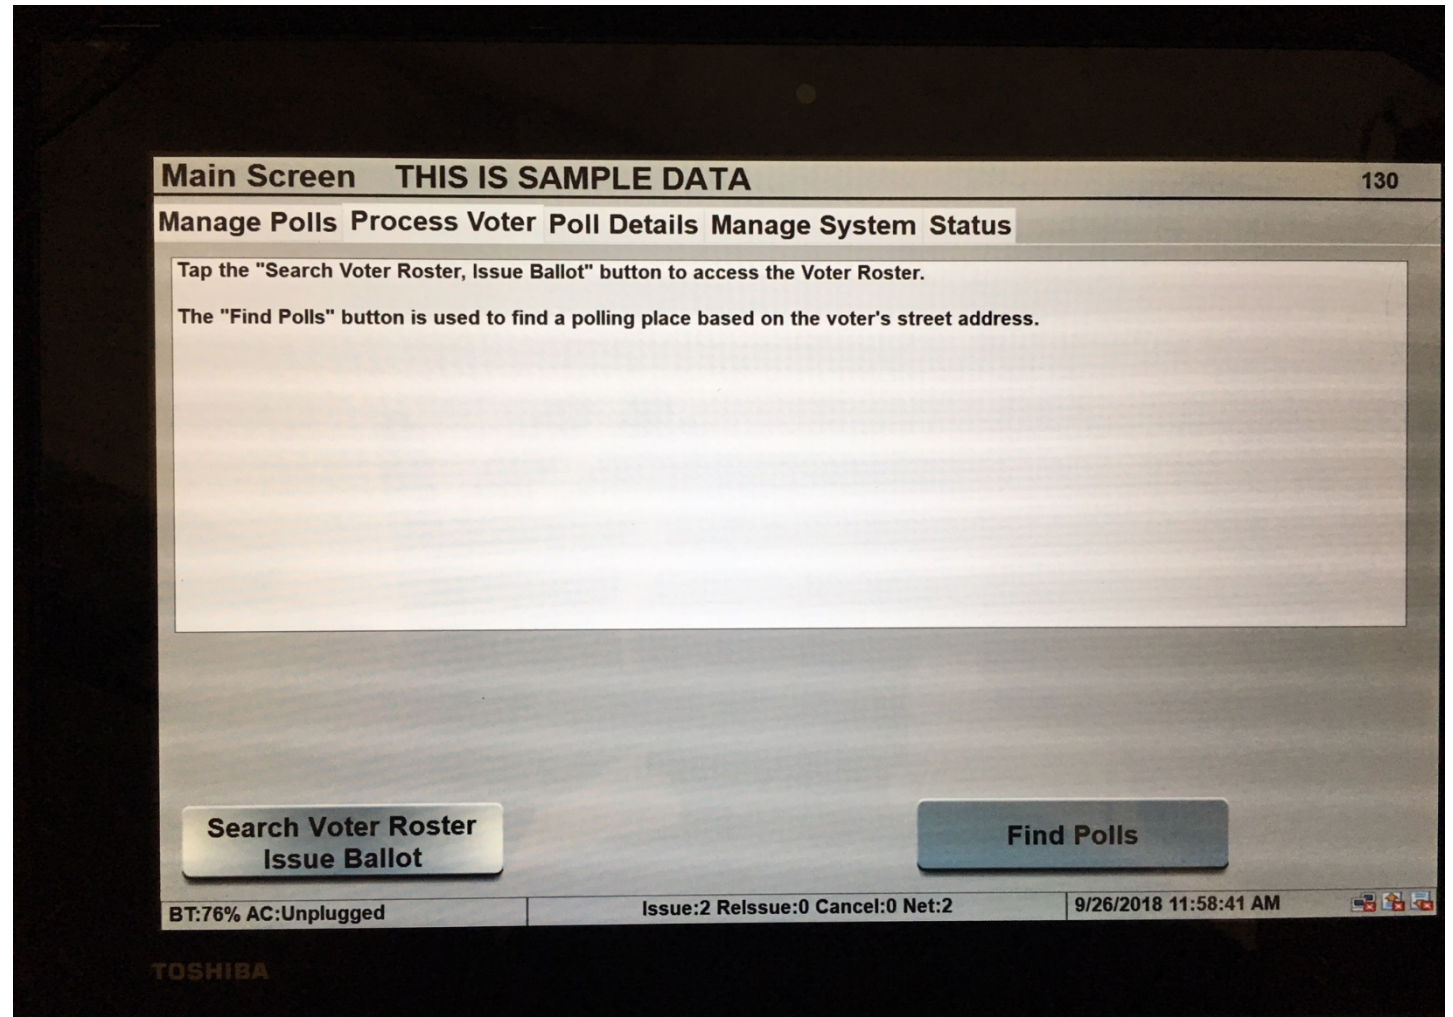 Main Screen THIS IS SAMPLE DATA 130
Manage Polls Process Voter Poll Details Manage System Status
Tap the "Search Voter Roster, Issue Ballot" button to access the Voter Roster.
The "Find Polls" button is used to find a polling place based on the voter's street address.
Search Voter Roster
Issue Ballot
Find Polls
BT:76% AC:Unplugged Issue:2 ReIssue:0 Cancel:0 Net:2 9/26/2018 11:58:41 AM
TOSHIBA